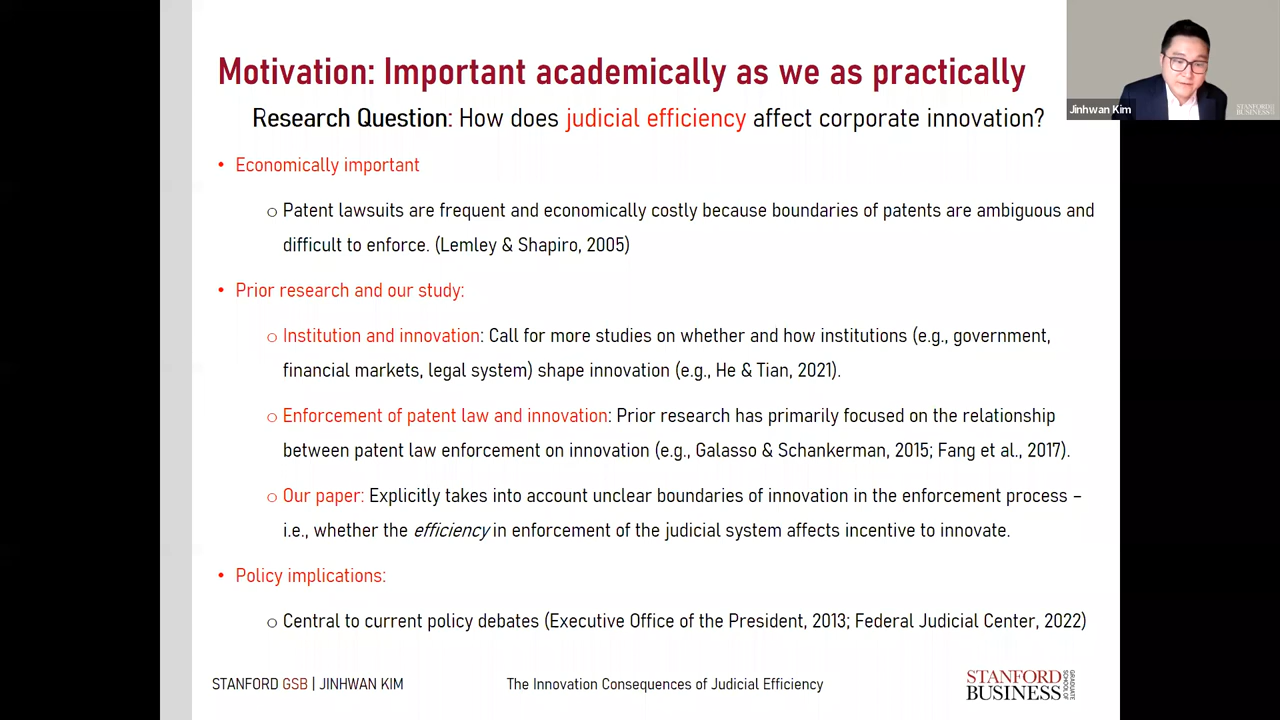 Motivation: Important academically as we as practically
Research Question: How does judicial efficiency affect corporate innovation?
• Economically important
o Patent lawsuits are frequent and economically costly because boundaries of patents are ambiguous and
difficult to enforce. (Lemley & Shapiro, 2005)
• Prior research and our study:
o Institution and innovation: Call for more studies on whether and how institutions (e.g., government,
financial markets, legal system) shape innovation (e.g., He & Tian, 2021).
o Enforcement of patent law and innovation: Prior research has primarily focused on the relationship
between patent law enforcement on innovation (e.g., Galasso & Schankerman, 2015; Fang et al., 2017).
o Our paper: Explicitly takes into account unclear boundaries of innovation in the enforcement process –
i.e., whether the efficiency in enforcement of the judicial system affects incentive to innovate.
• Policy implications:
o Central to current policy debates (Executive Office of the President, 2013; Federal Judicial Center, 2022)
STANFORD GSB | JINHWAN KIM
The Innovation Consequences of Judicial Efficiency
STANFORD
BUSINESS
GRADUATE
SCHOOL OF
Jinhwan Kim
STANFORD
BUSINESS